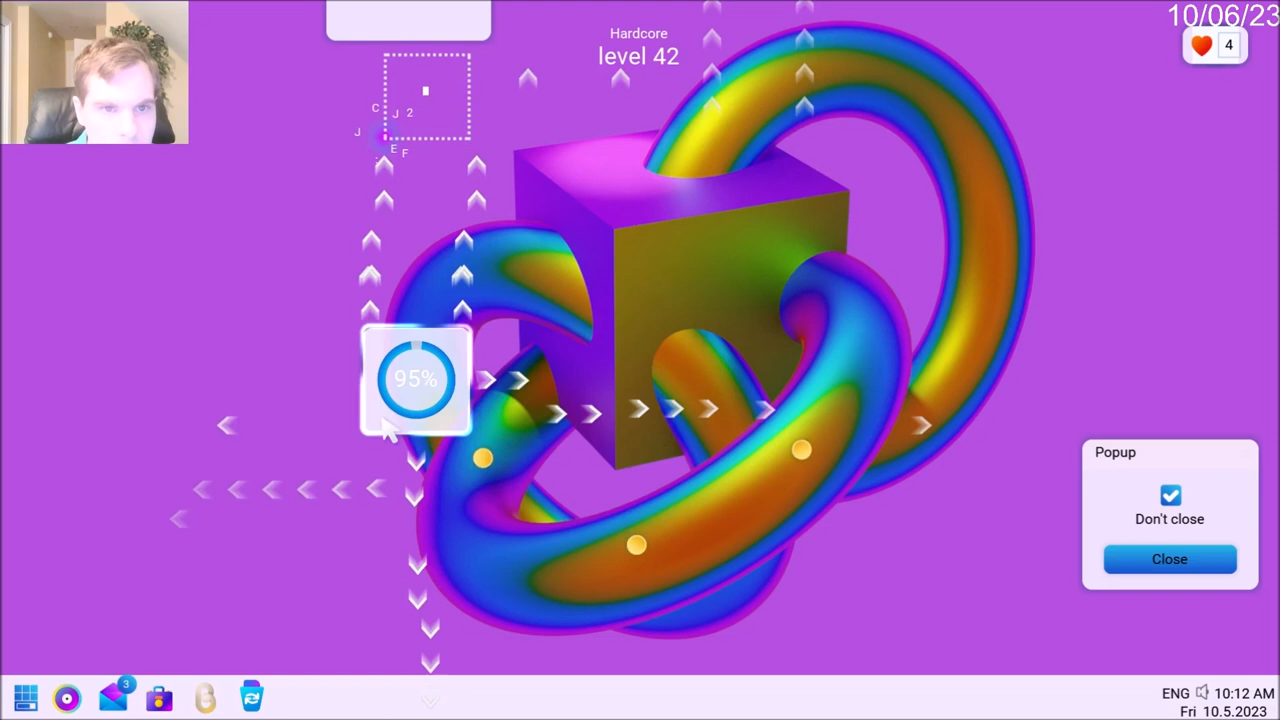 10/06/23
Hardcore
level 42
4
C
J 2
J
E
F
95%
Popup
Don't close
Close
3
ENG 10:12 AM
Fri 10.5.2023